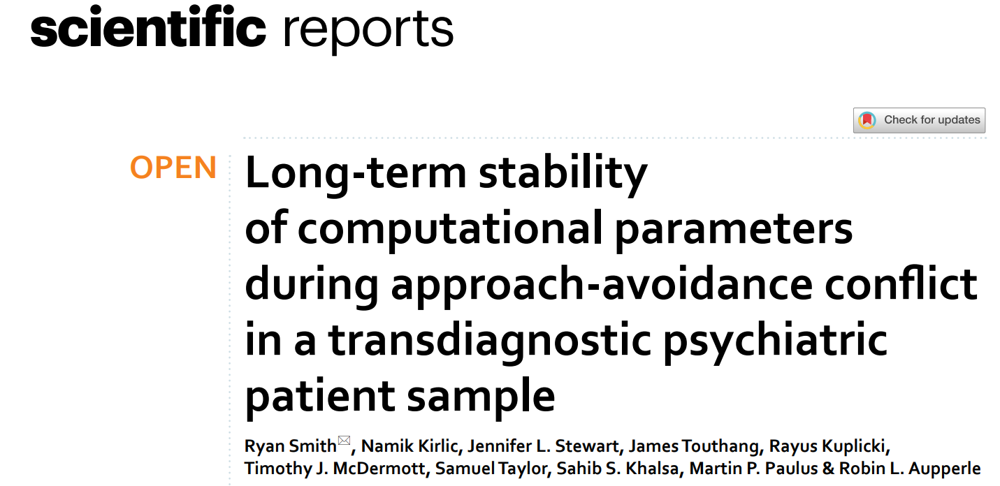 scientific reports
Check for updates
OPEN
Long-term stability
of computational parameters
during approach-avoidance conflict
in a transdiagnostic psychiatric
patient sample
Ryan Smith, Namik Kirlic, Jennifer L. Stewart, James Touthang, Rayus Kuplicki,
Timothy J. McDermott, Samuel Taylor, Sahib S. Khalsa, Martin P. Paulus & Robin L. Aupperle